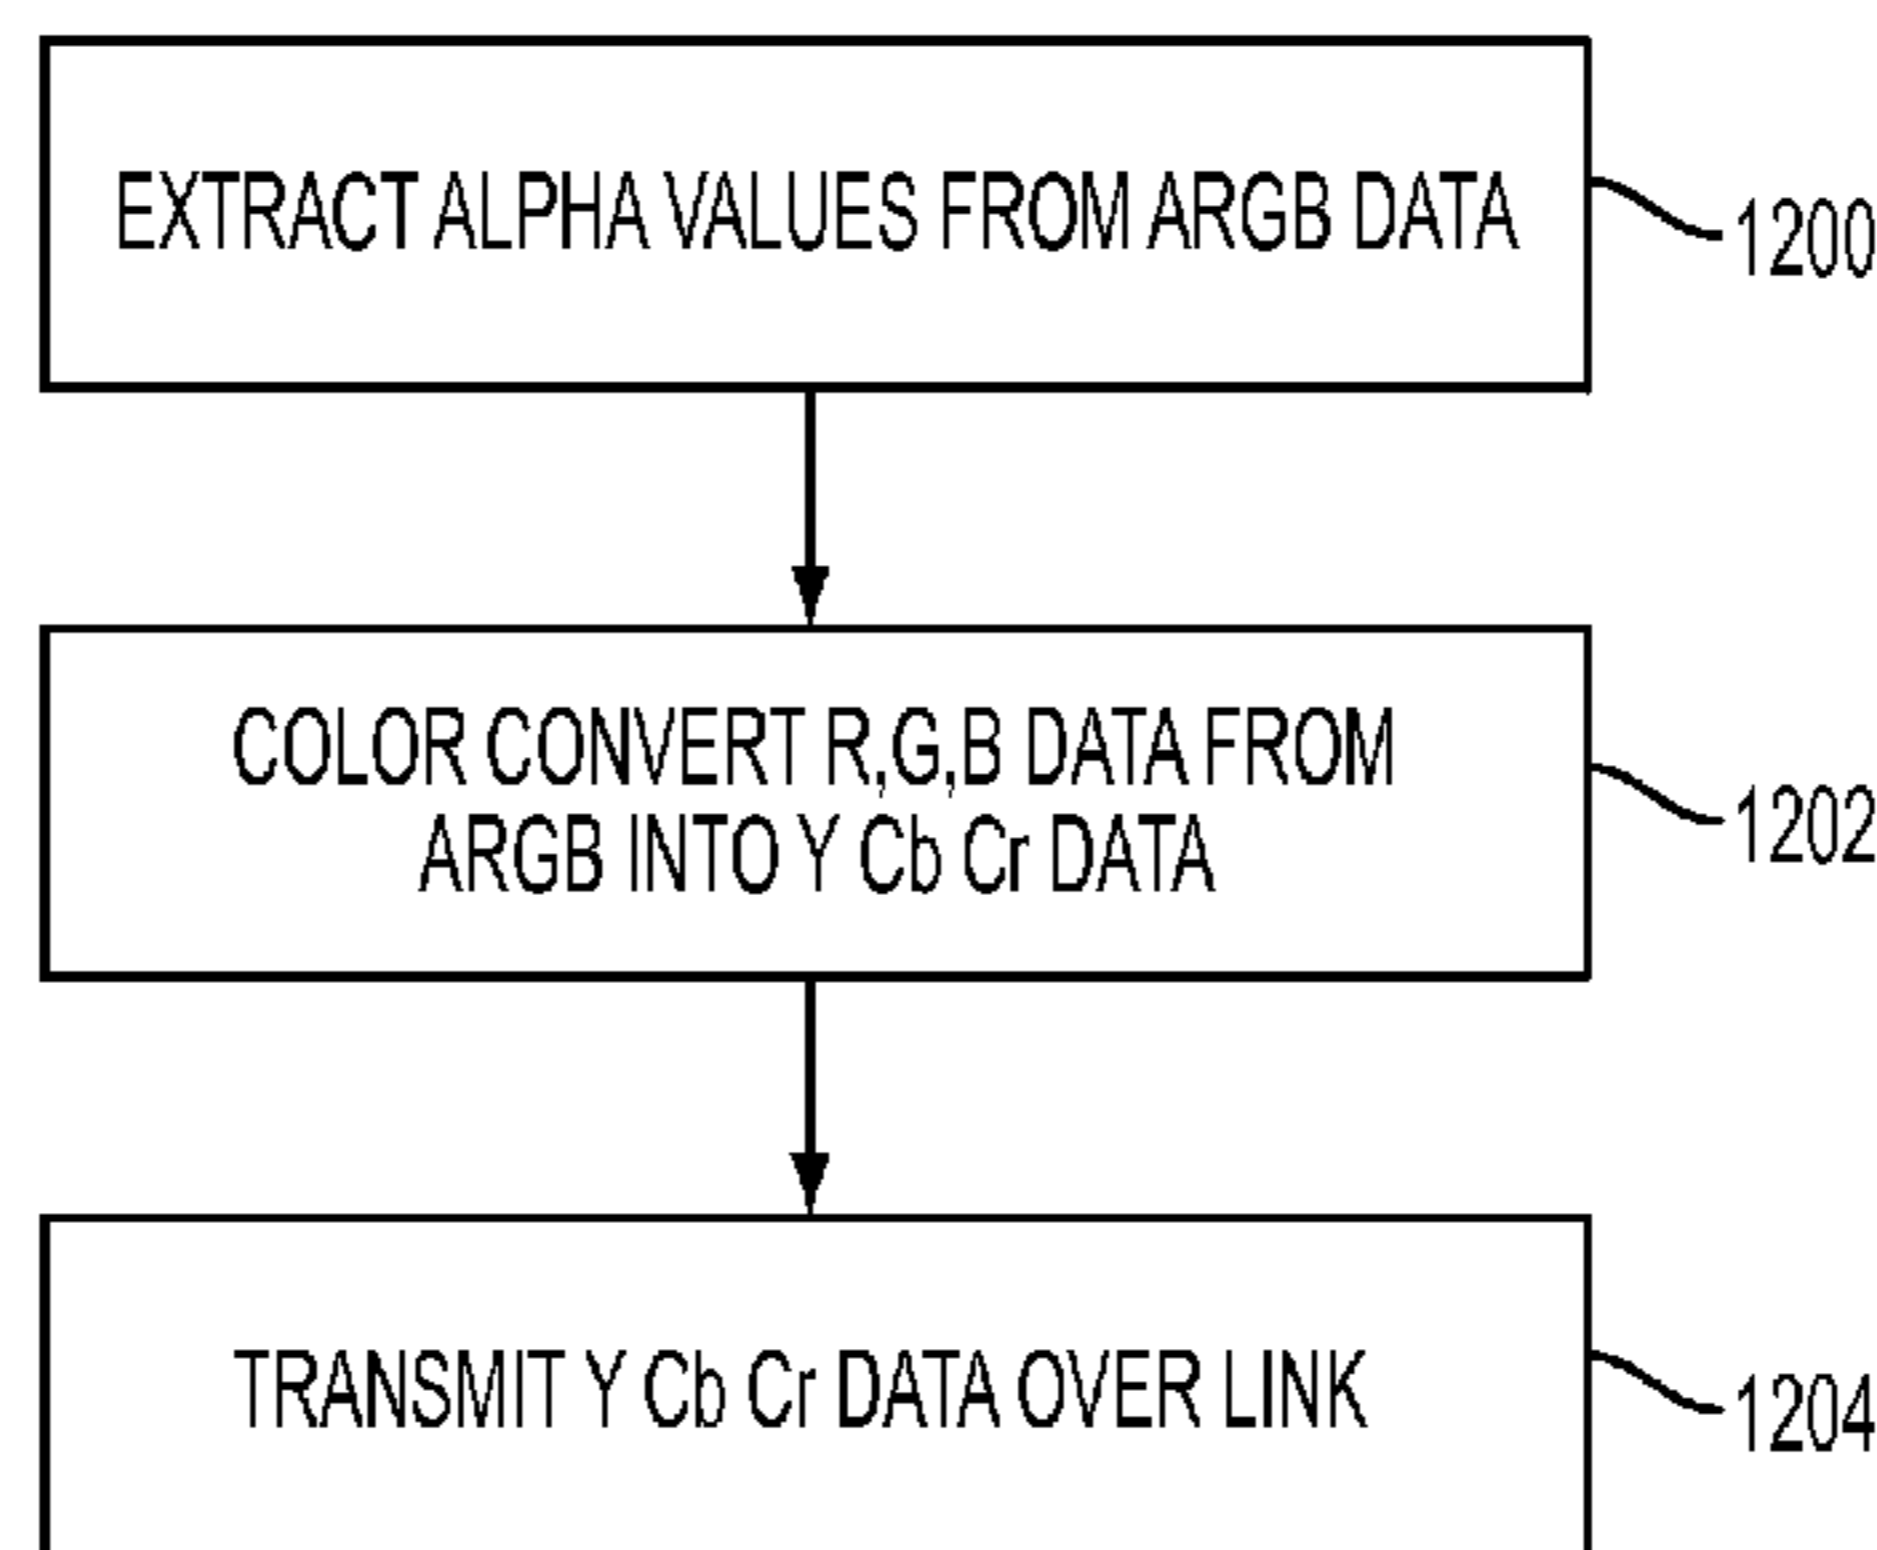 EXTRACT ALPHA VALUES FROM ARGB DATA
1200
COLOR CONVERT R,G,B DATA FROM
ARGB INTO Y Cb Cr DATA
1202
TRANSMIT Y Cb Cr DATA OVER LINK
1204